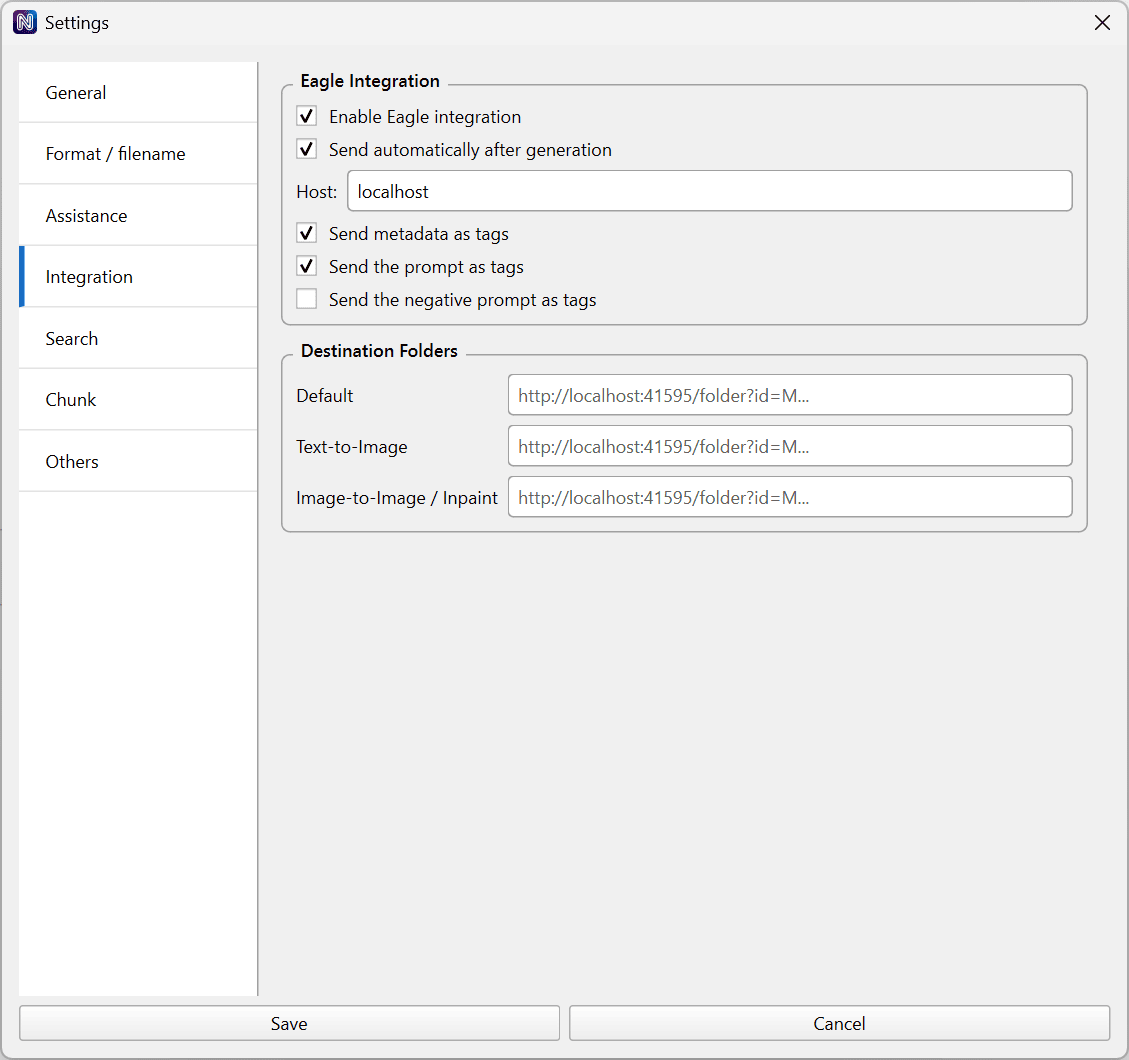 Settings
General
Format / filename
Assistance
Integration
Search
Chunk
Others
Eagle Integration
Enable Eagle integration
Send automatically after generation
Host: localhost
Send metadata as tags
Send the prompt as tags
Send the negative prompt as tags
Destination Folders
Default http://localhost:41595/folder?id=M...
Text-to-Image http://localhost:41595/folder?id=M...
Image-to-Image / Inpaint http://localhost:41595/folder?id=M...
Save Cancel